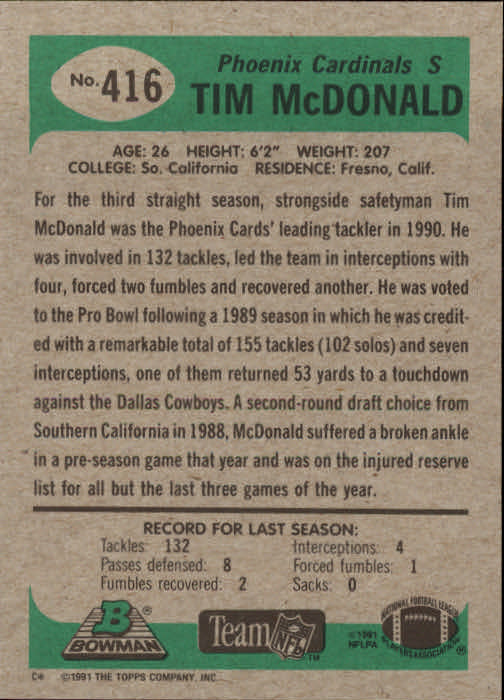 Phoenix Cardinals S
No. 416
TIM McDONALD
AGE: 26 HEIGHT: 6'2" WEIGHT: 207
COLLEGE: So. California RESIDENCE: Fresno, Calif.
For the third straight season, strongside safetyman Tim
McDonald was the Phoenix Cards' leading tackler in 1990. He
was involved in 132 tackles, led the team in interceptions with
four, forced two fumbles and recovered another. He was voted
to the Pro Bowl following a 1989 season in which he was credit-
ed with a remarkable total of 155 tackles (102 solos) and seven
interceptions, one of them returned 53 yards to a touchdown
against the Dallas Cowboys. A second-round draft choice from
Southern California in 1988, McDonald suffered a broken ankle
in a pre-season game that year and was on the injured reserve
list for all but the last three games of the year.
RECORD FOR LAST SEASON:
Tackles: 132 Interceptions: 4
Passes defensed: 8 Forced fumbles: 1
Fumbles recovered: 2 Sacks: 0
B ®
BOWMAN
Team NFL ™
©1991
NFLPA
NATIONAL FOOTBALL LEAGUE
PLAYERS ASSOCIATION ®
C* ©1991 THE TOPPS COMPANY, INC.